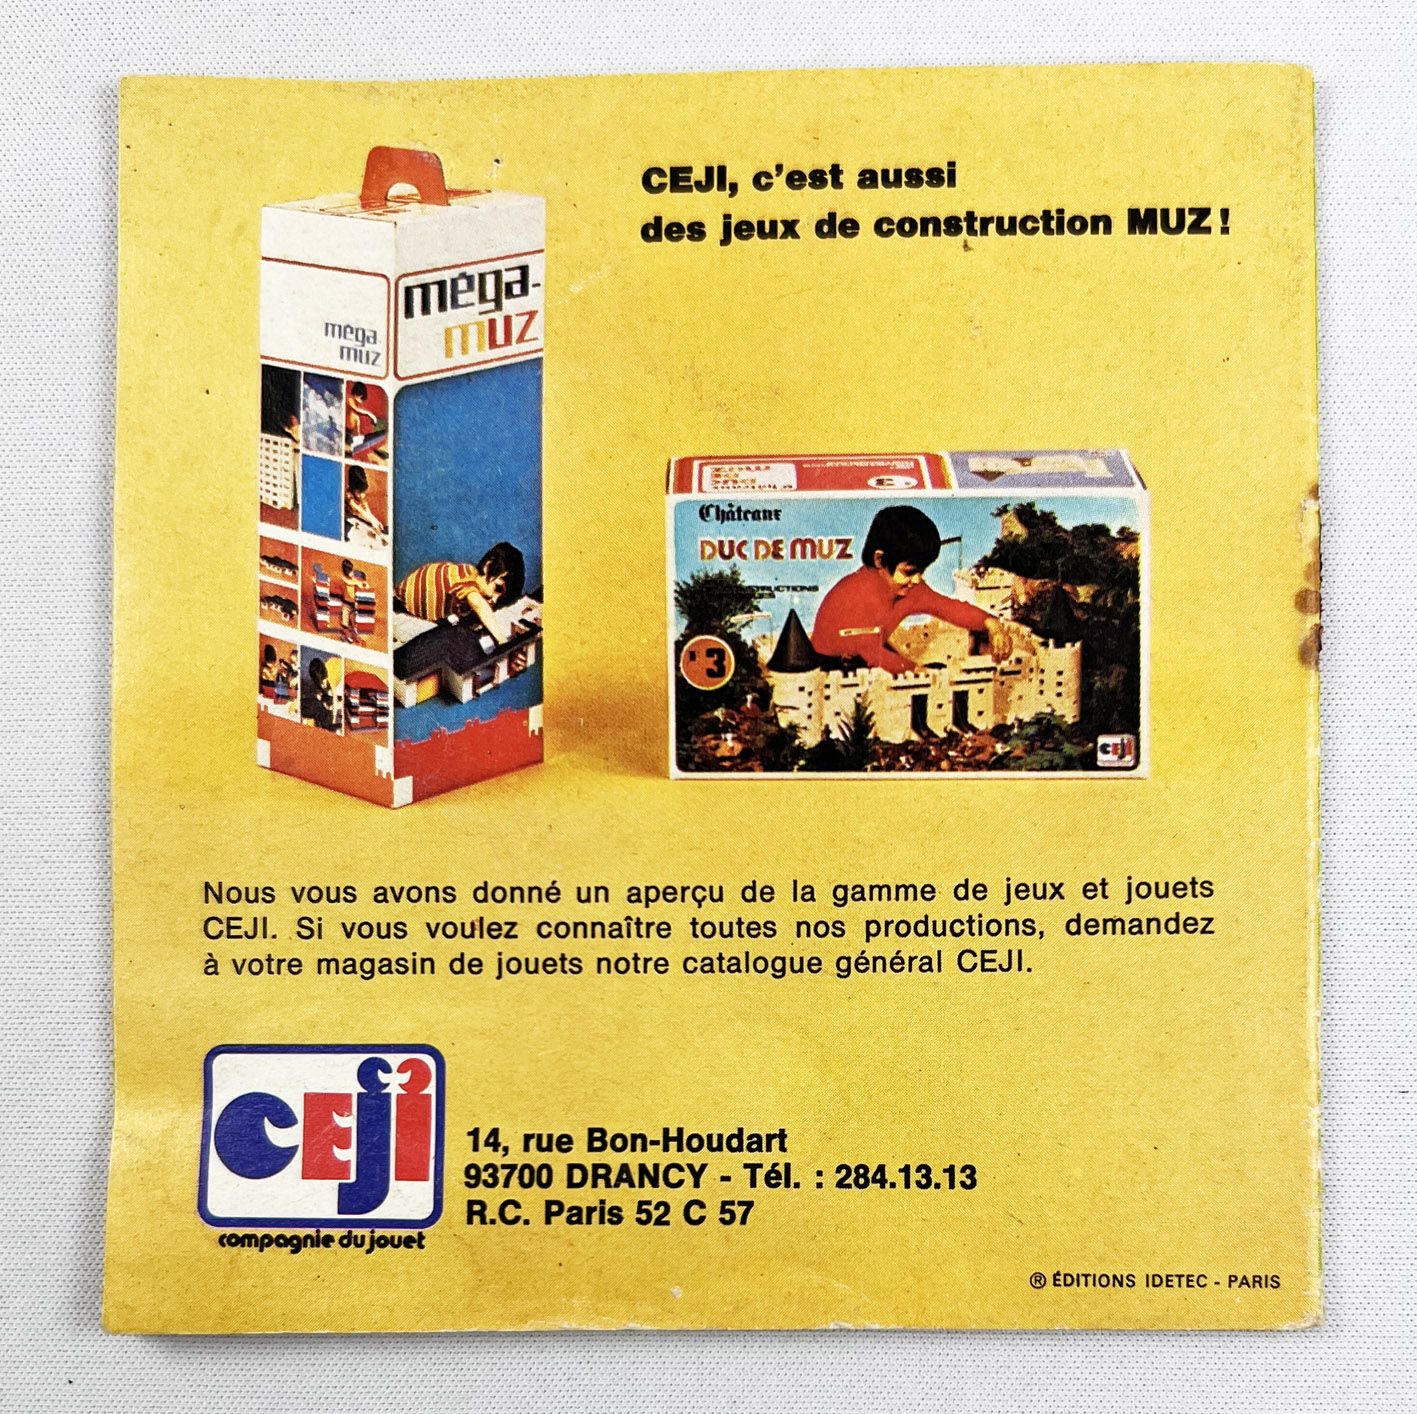 CEJI, c'est aussi
des jeux de construction MUZ !
méga-
muz
méga-
muz
Châteaux
DUC DE MUZ
3
3
CEJI
Nous vous avons donné un aperçu de la gamme de jeux et jouets
CEJI. Si vous voulez connaître toutes nos productions, demandez
à votre magasin de jouets notre catalogue général CEJI.
CEJI
compagnie du jouet
14, rue Bon-Houdart
93700 DRANCY - Tél. : 284.13.13
R.C. Paris 52 C 57
® ÉDITIONS IDETEC - PARIS